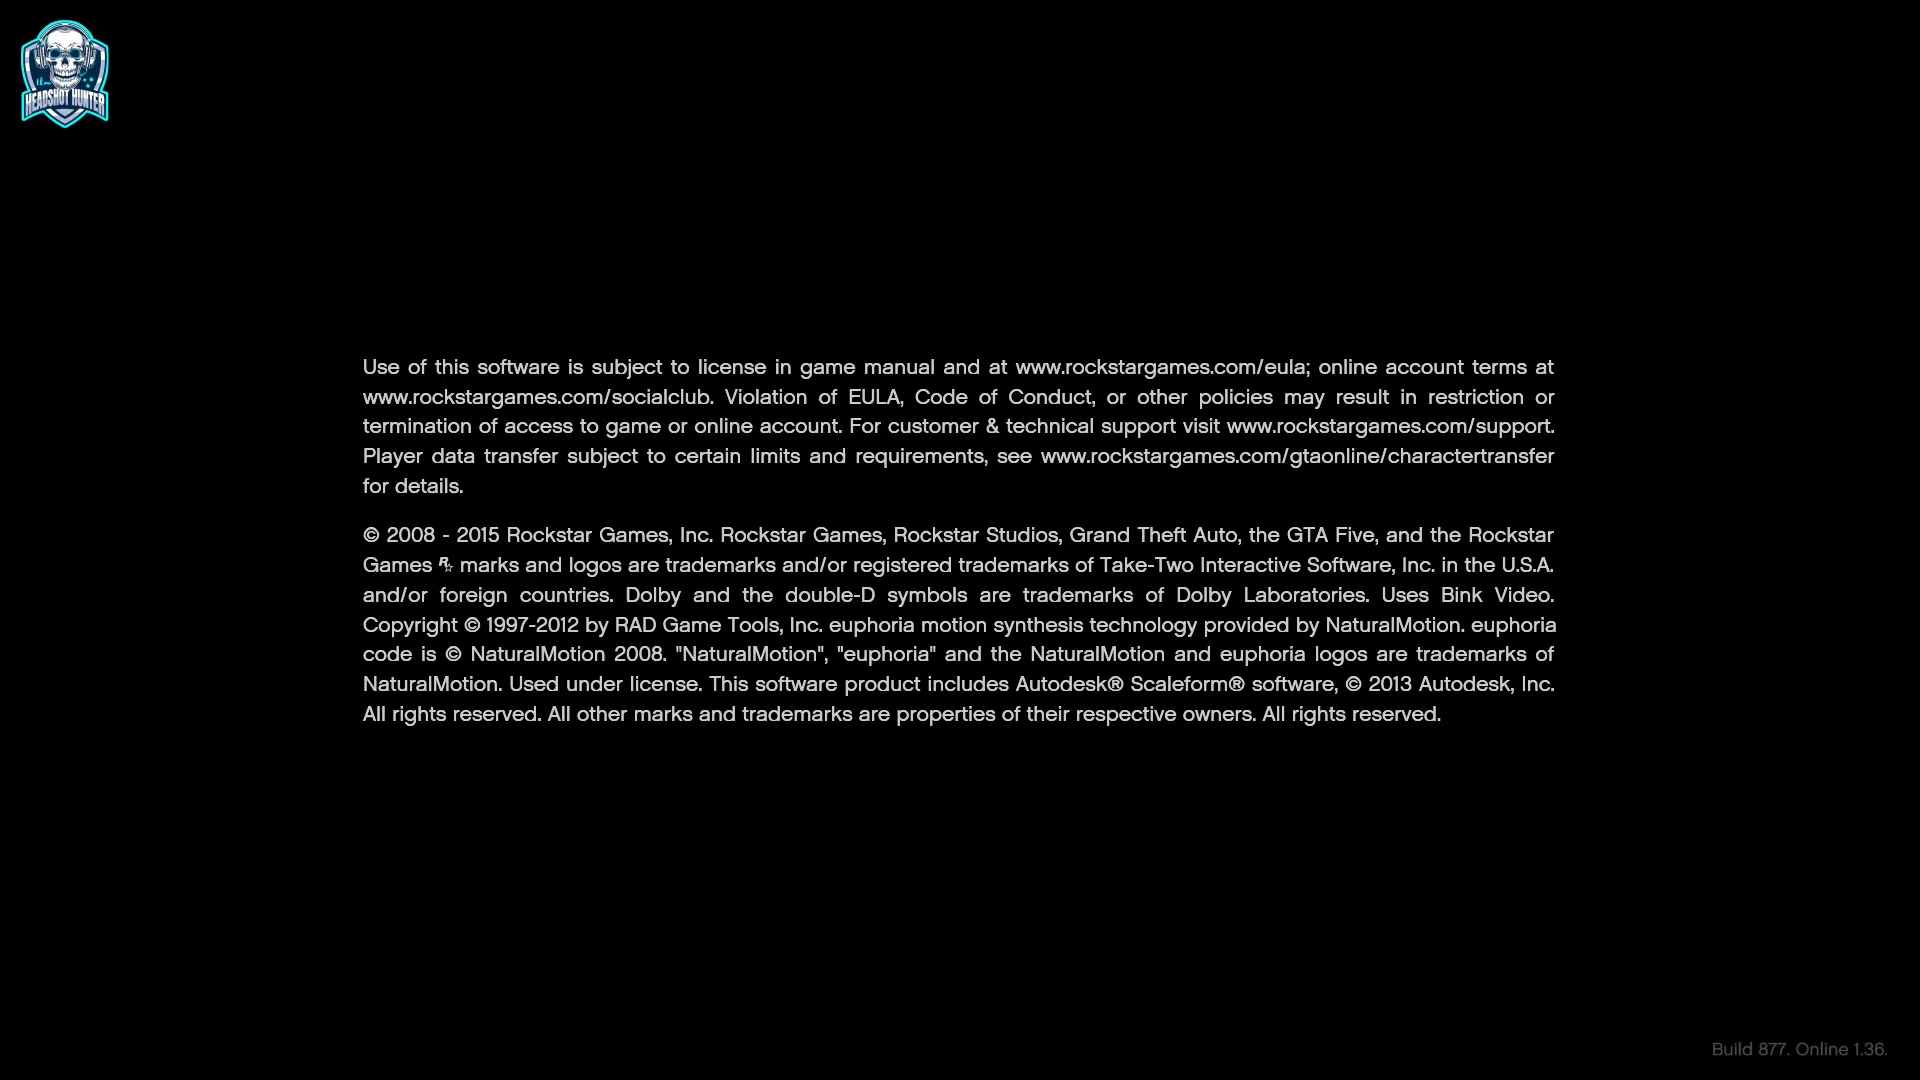 HEADSHOT HUNTER
Use of this software is subject to license in game manual and at www.rockstargames.com/eula; online account terms at
www.rockstargames.com/socialclub. Violation of EULA, Code of Conduct, or other policies may result in restriction or
termination of access to game or online account. For customer & technical support visit www.rockstargames.com/support.
Player data transfer subject to certain limits and requirements, see www.rockstargames.com/gtaonline/charactertransfer
for details.
© 2008 - 2015 Rockstar Games, Inc. Rockstar Games, Rockstar Studios, Grand Theft Auto, the GTA Five, and the Rockstar
Games R☆ marks and logos are trademarks and/or registered trademarks of Take-Two Interactive Software, Inc. in the U.S.A.
and/or foreign countries. Dolby and the double-D symbols are trademarks of Dolby Laboratories. Uses Bink Video.
Copyright © 1997-2012 by RAD Game Tools, Inc. euphoria motion synthesis technology provided by NaturalMotion. euphoria
code is © NaturalMotion 2008. "NaturalMotion", "euphoria" and the NaturalMotion and euphoria logos are trademarks of
NaturalMotion. Used under license. This software product includes Autodesk® Scaleform® software, © 2013 Autodesk, Inc.
All rights reserved. All other marks and trademarks are properties of their respective owners. All rights reserved.
Build 877. Online 1.36.